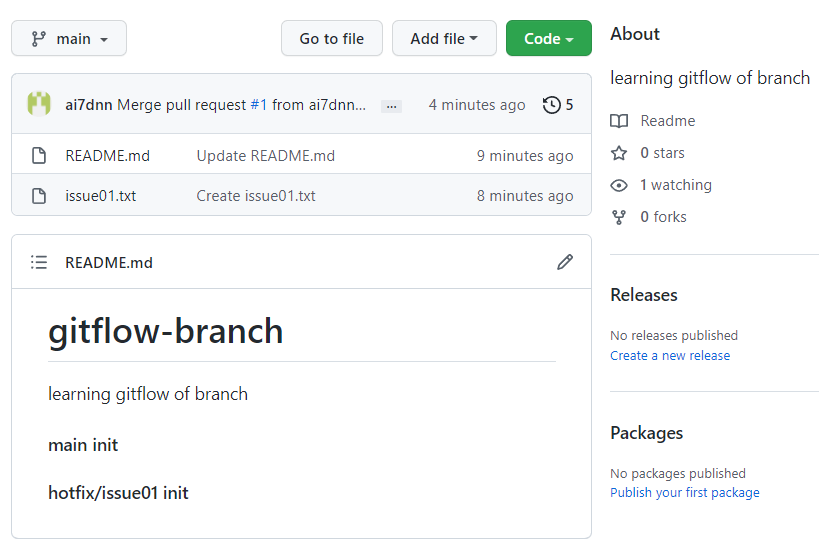 main
Go to file
Add file
Code
ai7dnn Merge pull request #1 from ai7dnn... ... 4 minutes ago 5
README.md Update README.md 9 minutes ago
issue01.txt Create issue01.txt 8 minutes ago
README.md
gitflow-branch
learning gitflow of branch
main init
hotfix/issue01 init
About
learning gitflow of branch
Readme
0 stars
1 watching
0 forks
Releases
No releases published
Create a new release
Packages
No packages published
Publish your first package